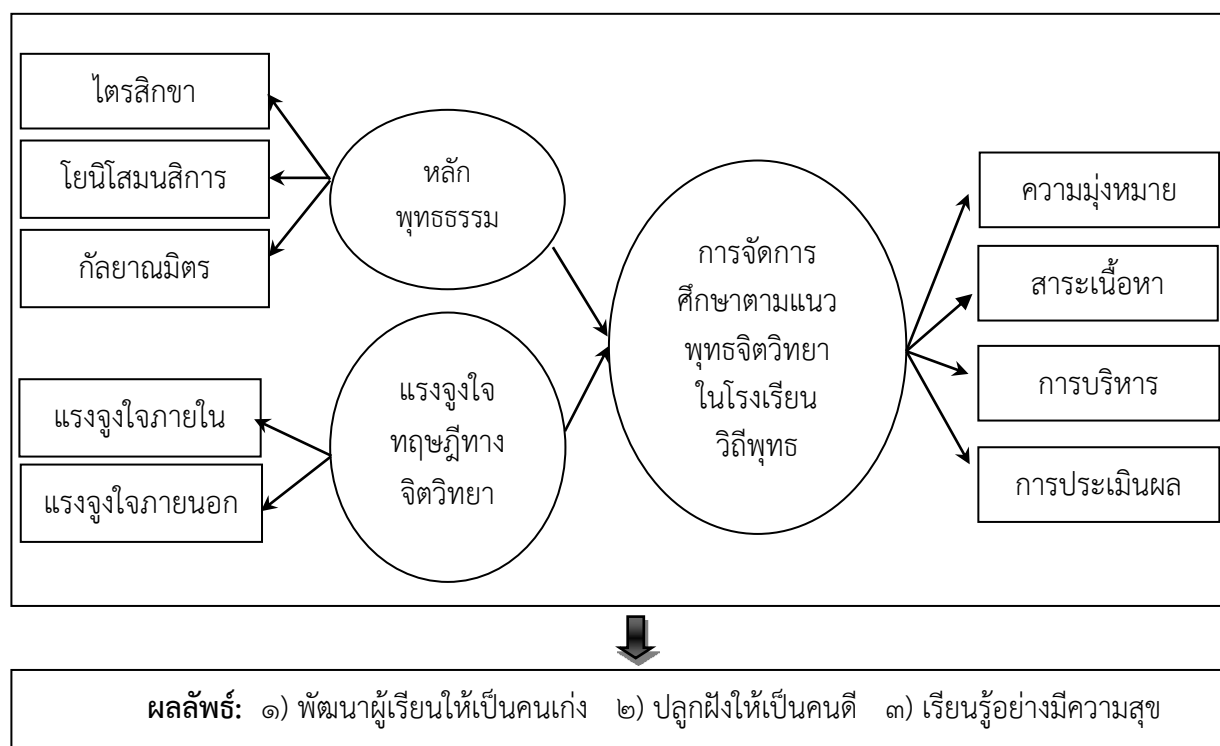 ไตรสิกขา
โยนิโสมนสิการ
กัลยาณมิตร
หลัก
พุทธธรรม
แรงจูงใจภายใน
แรงจูงใจภายนอก
แรงจูงใจ
ทฤษฎีทาง
จิตวิทยา
การจัดการ
ศึกษาตามแนว
พุทธจิตวิทยา
ในโรงเรียน
วิถีพุทธ
ความมุ่งหมาย
สาระเนื้อหา
การบริหาร
การประเมินผล
ผลลัพธ์: ๑) พัฒนาผู้เรียนให้เป็นคนเก่ง ๒) ปลูกฝังให้เป็นคนดี ๓) เรียนรู้อย่างมีความสุข